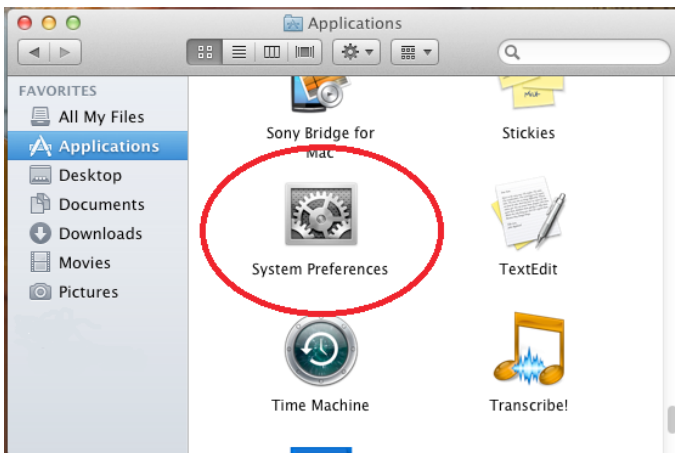 Applications
FAVORITES
All My Files
Applications
Desktop
Documents
Downloads
Movies
Pictures
Sony Bridge for
Mac
Stickies
System Preferences
TextEdit
Time Machine
Transcribe!